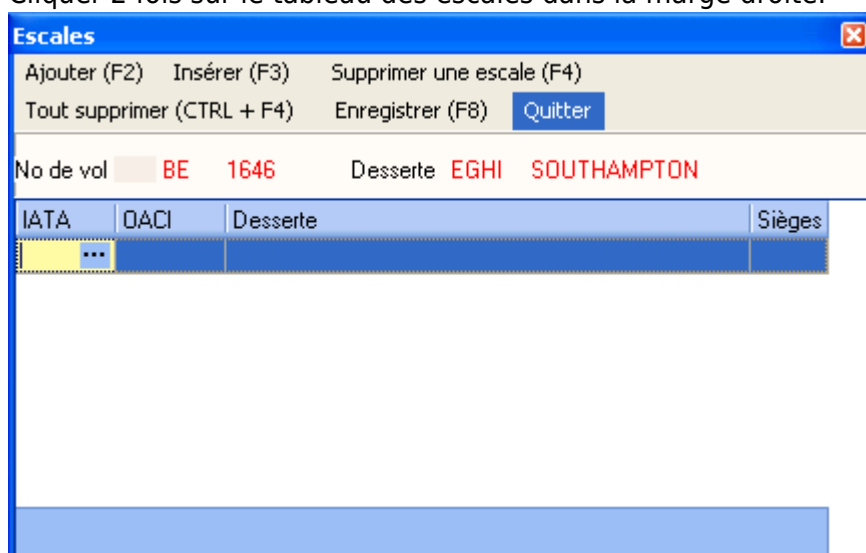 Cliquer 2 fois sur le tableau des escales dans la marge droite.
Escales
Ajouter (F2) Insérer (F3) Supprimer une escale (F4)
Tout supprimer (CTRL + F4) Enregistrer (F8) Quitter
No de vol BE 1646 Desserte EGHI SOUTHAMPTON
IATA OACI Desserte Sièges
...